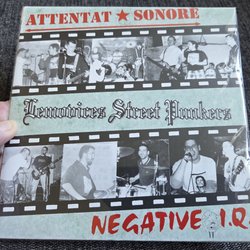 ATTENTAT ★ SONORE
Lemovices Street Punkers
NEGATIVE I.Q